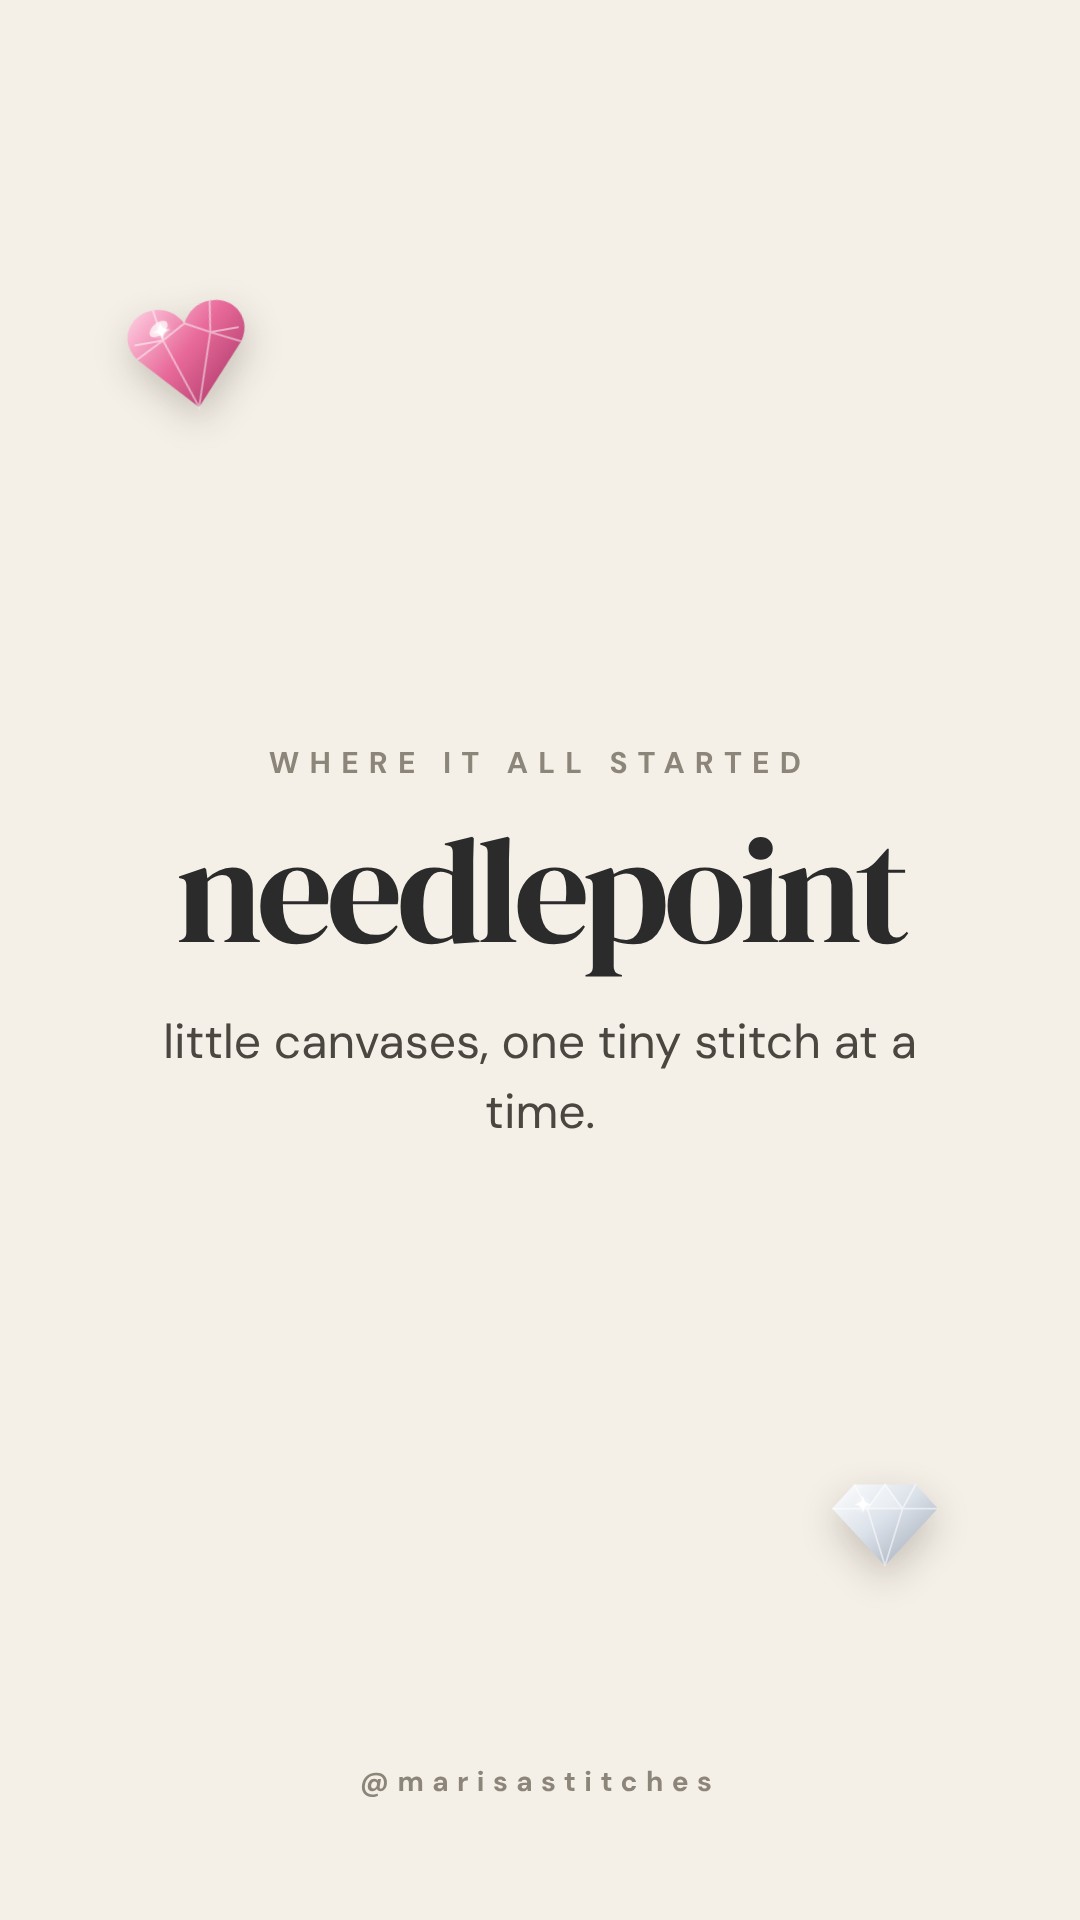 WHERE IT ALL STARTED
needlepoint
little canvases, one tiny stitch at a
time.
@marisastitches